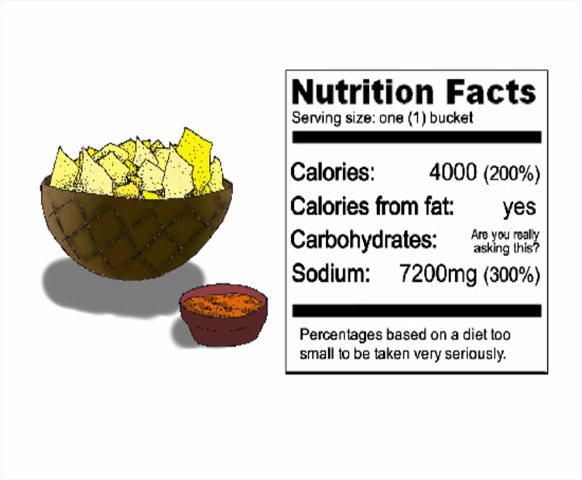 Nutrition Facts
Serving size: one (1) bucket
Calories: 4000 (200%)
Calories from fat: yes
Carbohydrates: Are you really
asking this?
Sodium: 7200mg (300%)
Percentages based on a diet too
small to be taken very seriously.